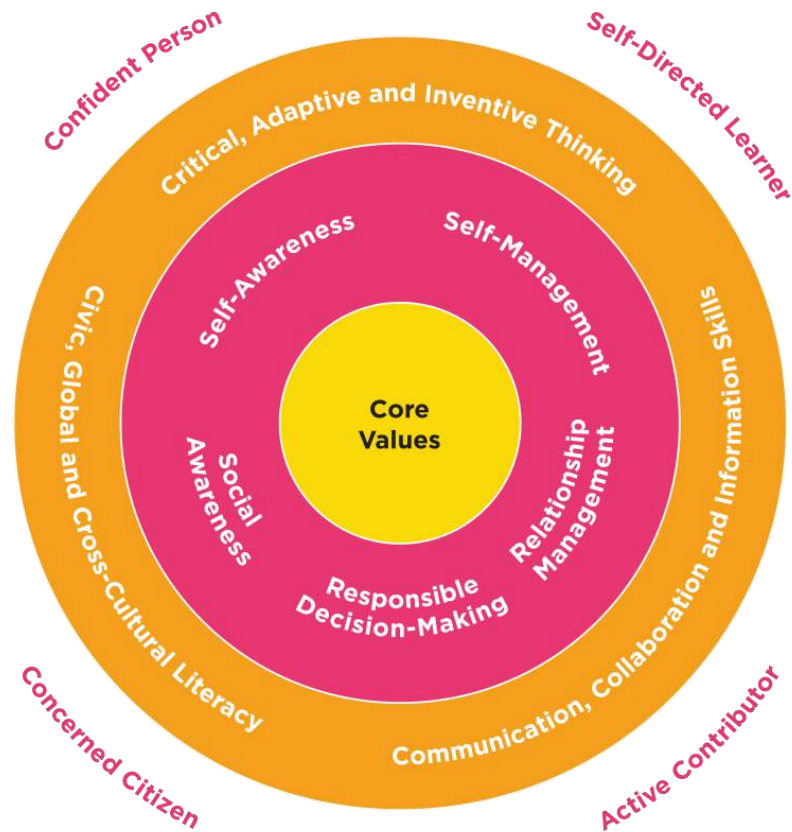 Confident Person
Self-Directed Learner
Critical, Adaptive and Inventive Thinking
Self-Awareness
Self-Management
Civic, Global and Cross-Cultural Literacy
Communication, Collaboration and Information Skills
Core
Values
Social
Awareness
Relationship
Management
Responsible
Decision-Making
Concerned Citizen
Active Contributor